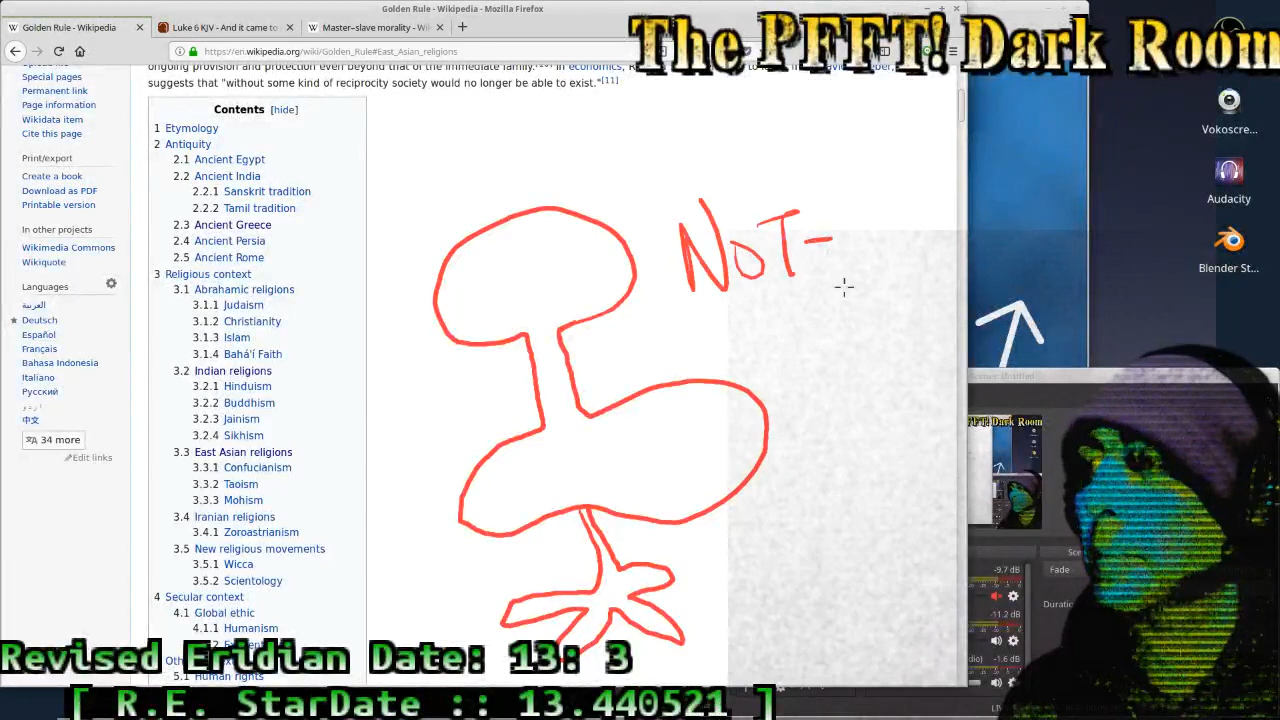 Golden Rule - Wikipedia - Mozilla Firefox
The PFFT! Dark Room
Golden Rule - Wikipedia
Luke 6 KJV - And it came to
Master–slave morality - Wik
https://en.wikipedia.org/wiki/Golden_Rule#East_Asian_religions
suggests that "without some kind of reciprocity society would no longer be able to exist."[11]
Special pages
Permanent link
Page information
Wikidata item
Cite this page
Print/export
Create a book
Download as PDF
Printable version
In other projects
Wikimedia Commons
Wikiquote
Languages
العربية
Deutsch
Español
Français
Bahasa Indonesia
Italiano
Русский
اردو
中文
34 more
Edit links
Contents [hide]
1 Etymology
2 Antiquity
2.1 Ancient Egypt
2.2 Ancient India
2.2.1 Sanskrit tradition
2.2.2 Tamil tradition
2.3 Ancient Greece
2.4 Ancient Persia
2.5 Ancient Rome
3 Religious context
3.1 Abrahamic religions
3.1.1 Judaism
3.1.2 Christianity
3.1.3 Islam
3.1.4 Bahá'í Faith
3.2 Indian religions
3.2.1 Hinduism
3.2.2 Buddhism
3.2.3 Jainism
3.2.4 Sikhism
3.3 East Asian religions
3.3.1 Confucianism
3.3.2 Taoism
3.3.3 Mohism
3.4 Iranian religions
3.4.1 Zoroastrianism
3.5 New religious movements
3.5.1 Wicca
3.5.2 Scientology
4 Secular context
4.1 Global ethic
4.1.1 Humanism
NOT-
Vokoscre...
Audacity
Blender St...
PFFT! Dark Room
Fade
-9.7 dB
-11.2 dB
-1.6 dB
Revised English Date: 13: 3
[ R.E. StarDate 13.440521 ]